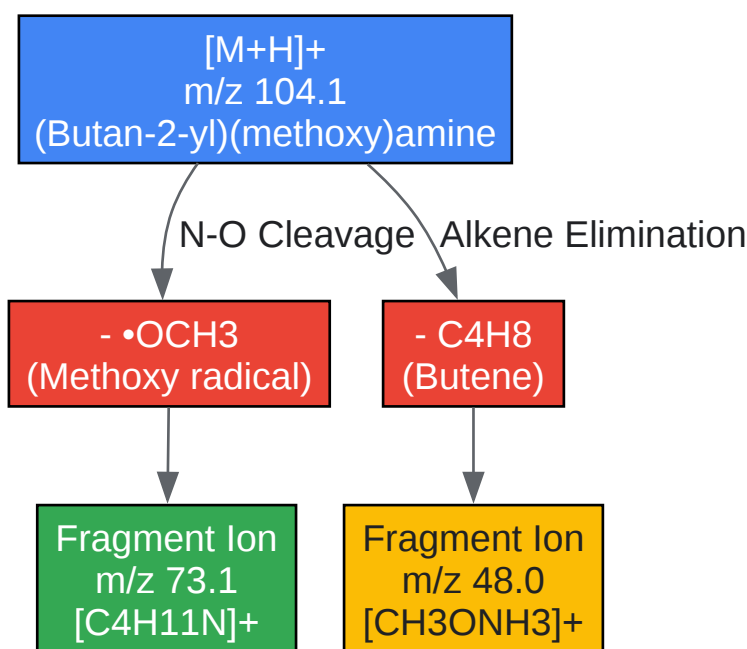 [M+H]+
m/z 104.1
(Butan-2-yl)(methoxy)amine
N-O Cleavage
Alkene Elimination
- •OCH3
(Methoxy radical)
- C4H8
(Butene)
Fragment Ion
m/z 73.1
[C4H11N]+
Fragment Ion
m/z 48.0
[CH3ONH3]+